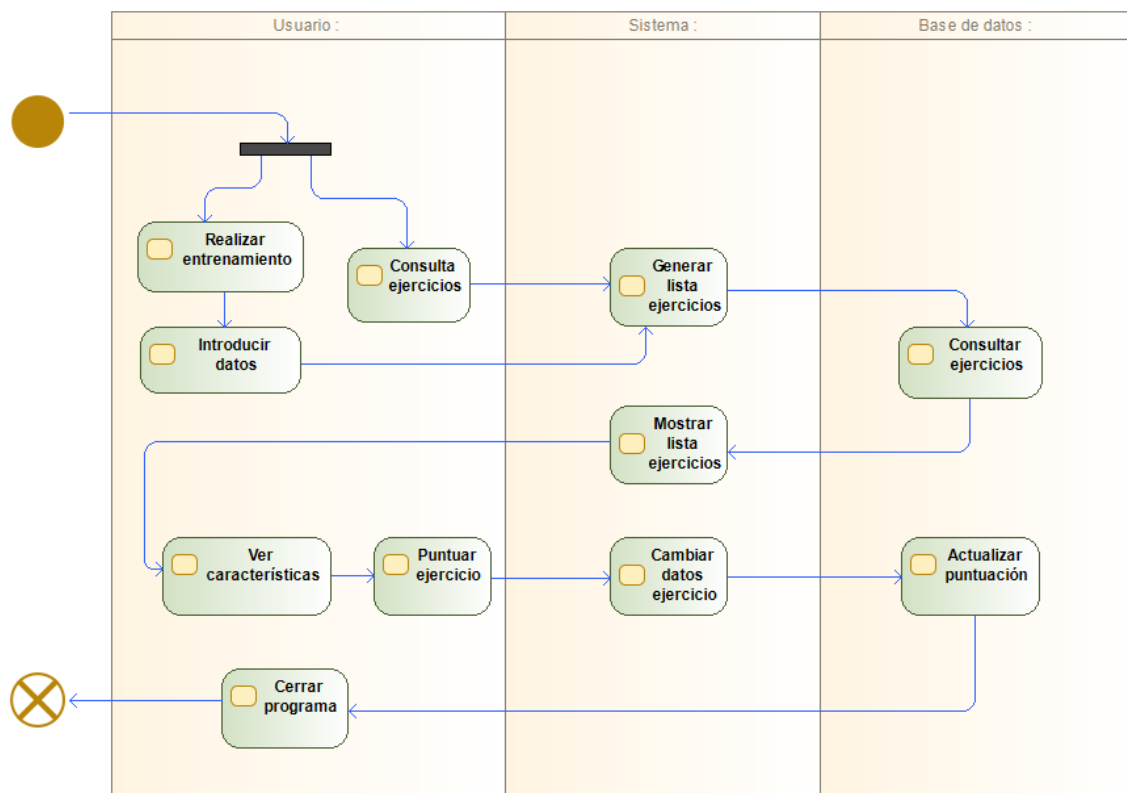 Usuario :
Sistema :
Base de datos :
Realizar
entrenamiento
Consulta
ejercicios
Generar
lista
ejercicios
Introducir
datos
Consultar
ejercicios
Mostrar
lista
ejercicios
Ver
características
Puntuar
ejercicio
Cambiar
datos
ejercicio
Actualizar
puntuación
Cerrar
programa